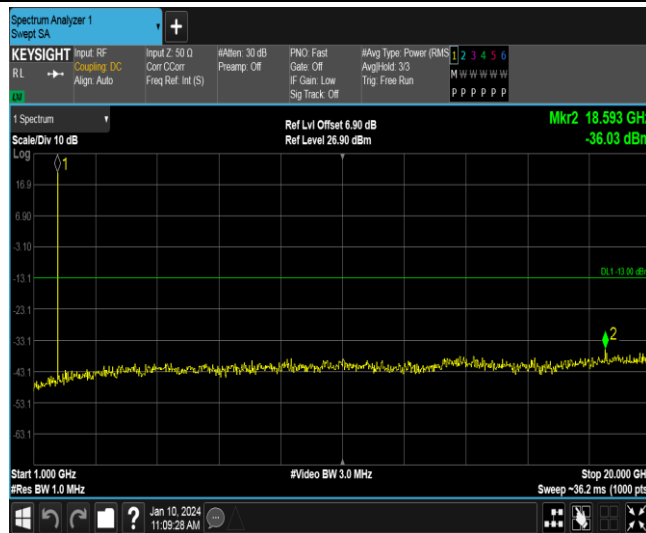 Spectrum Analyzer 1
Swept SA
+
KEYSIGHT
RL
Input: RF
Coupling: DC
Align: Auto
Input Z: 50 Ω
Corr CCorr
Freq Ref: Int (S)
#Atten: 30 dB
Preamp: Off
PNO: Fast
Gate: Off
IF Gain: Low
Sig Track: Off
#Avg Type: Power (RMS
Avg|Hold: 3/3
Trig: Free Run
1 2 3 4 5 6
M W W W W W
P P P P P P
1 Spectrum
Scale/Div 10 dB
Log
Ref Lvl Offset 6.90 dB
Ref Level 26.90 dBm
Mkr2 18.593 GHz
-36.03 dBm
1
16.9
6.90
-3.10
-13.1
DL1 -13.00 dBm
-23.1
-33.1
2
-43.1
-53.1
-63.1
Start 1.000 GHz
#Res BW 1.0 MHz
#Video BW 3.0 MHz
Stop 20.000 GH
Sweep ~36.2 ms (1000 pts
?
Jan 10, 2024
11:09:28 AM